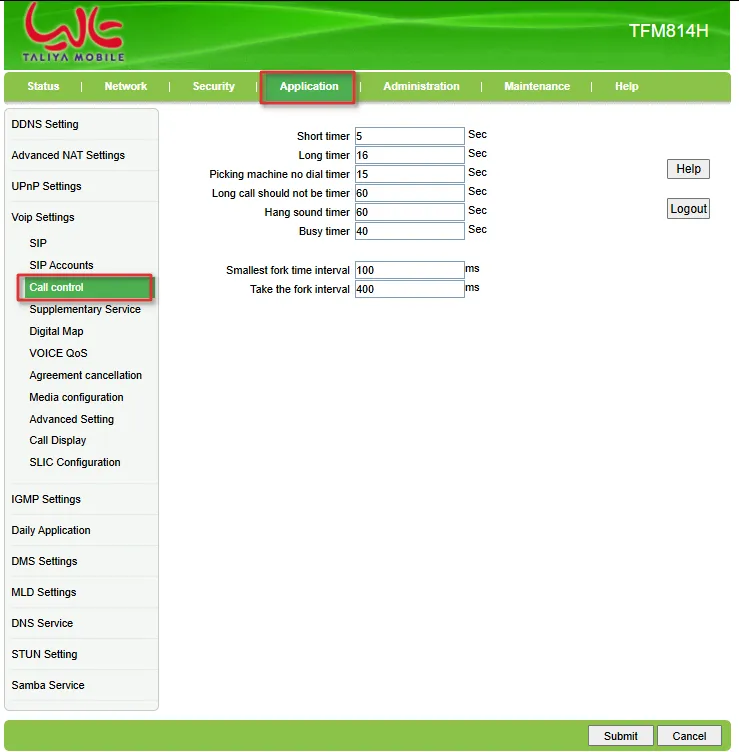 TALIYA MOBILE
TFM814H
Status | Network | Security | Application | Administration | Maintenance | Help
DDNS Setting
Advanced NAT Settings
UPnP Settings
Voip Settings
SIP
SIP Accounts
Call control
Supplementary Service
Digital Map
VOICE QoS
Agreement cancellation
Media configuration
Advanced Setting
Call Display
SLIC Configuration
IGMP Settings
Daily Application
DMS Settings
MLD Settings
DNS Service
STUN Setting
Samba Service
Short timer 5 Sec
Long timer 16 Sec
Picking machine no dial timer 15 Sec
Long call should not be timer 60 Sec
Hang sound timer 60 Sec
Busy timer 40 Sec
Smallest fork time interval 100 ms
Take the fork interval 400 ms
Help
Logout
Submit Cancel